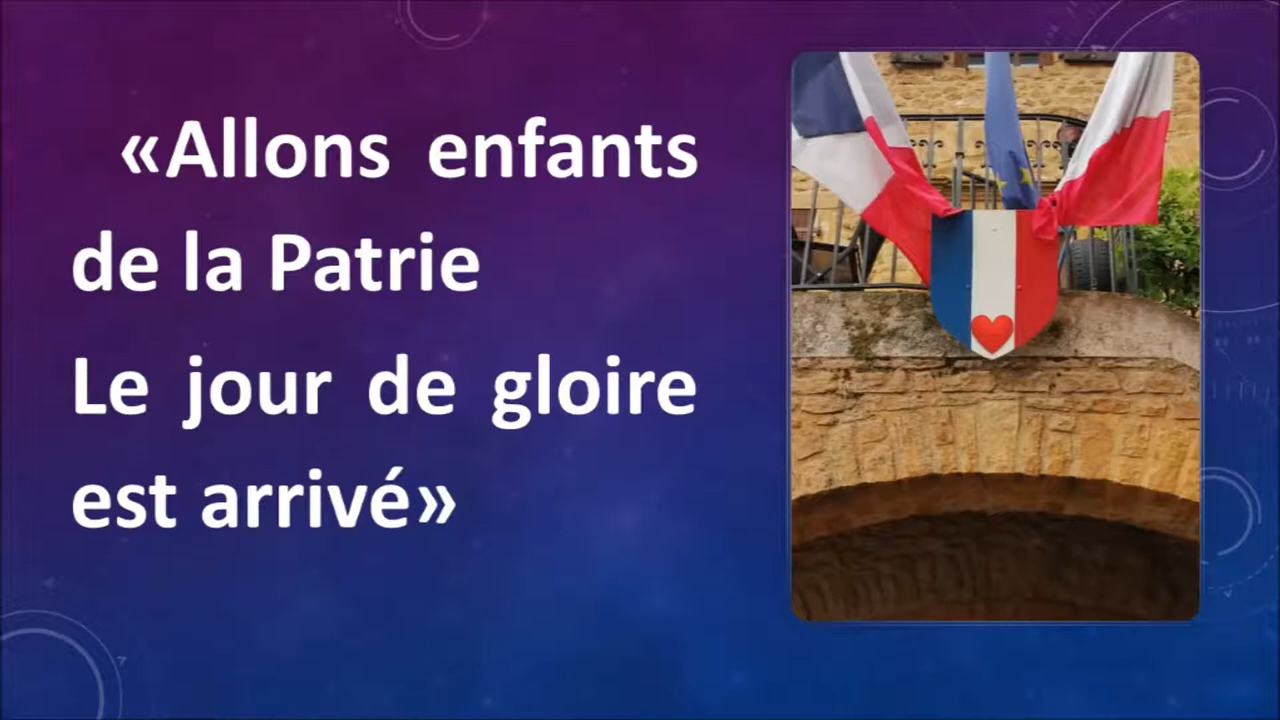 «Allons enfants
de la Patrie
Le jour de gloire
est arrivé»